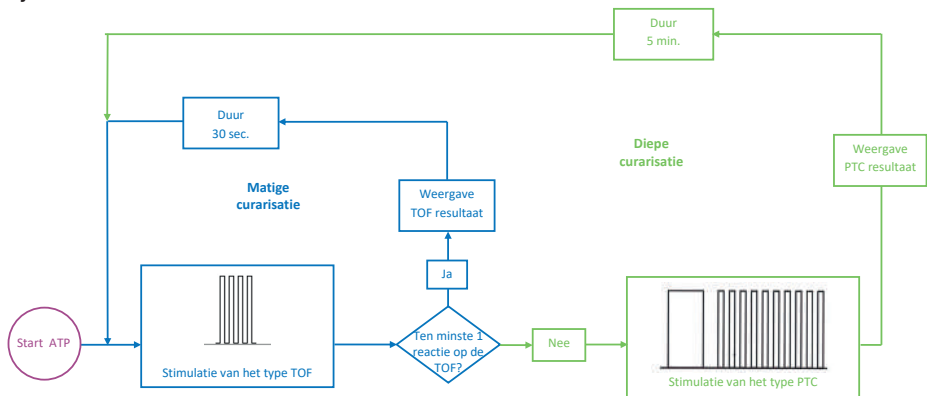 Duur
5 min.
Duur
30 sec.
Diepe
curarisatie
Weergave
PTC resultaat
Matige
curarisatie
Weergave
TOF resultaat
Ja
Start ATP
Stimulatie van het type TOF
Ten minste 1
reactie op de
TOF?
Nee
Stimulatie van het type PTC